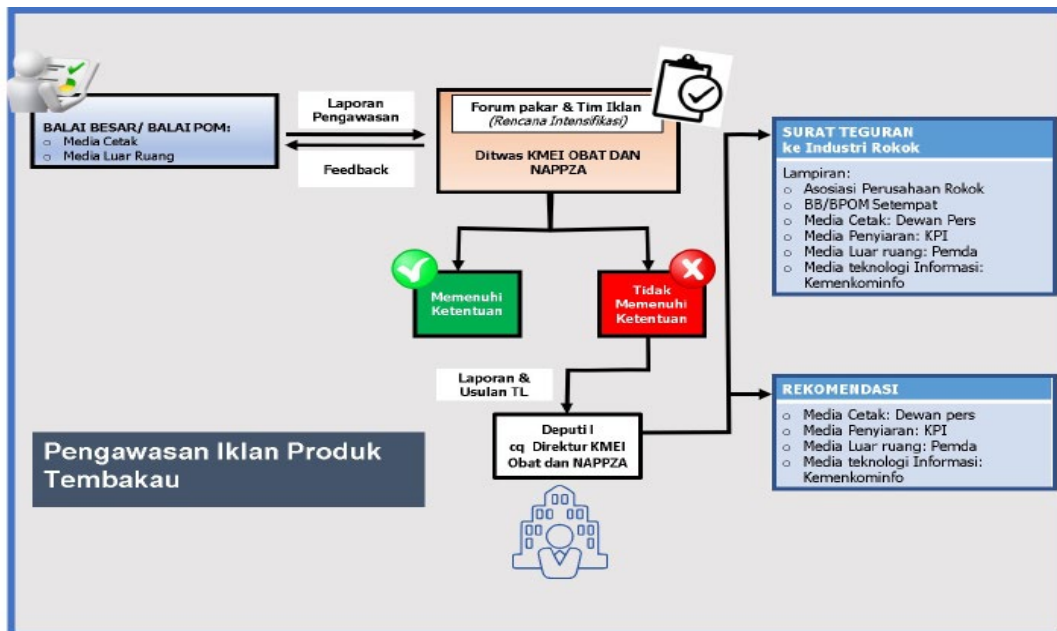 BALAI BESAR/ BALAI POM:
o Media Cetak
o Media Luar Ruang
Laporan
Pengawasan
Feedback
Forum pakar & Tim Iklan
(Rencana Intensifikasi)
Ditwas KMEI OBAT DAN
NAPPZA
Memenuhi
Ketentuan
Tidak
Memenuhi
Ketentuan
Laporan &
Usulan TL
Deputi I
cq Direktur KMEI
Obat dan NAPPZA
SURAT TEGURAN
ke Industri Rokok
Lampiran:
o Asosiasi Perusahaan Rokok
o BB/BPOM Setempat
o Media Cetak: Dewan Pers
o Media Penyiaran: KPI
o Media Luar ruang: Pemda
o Media teknologi Informasi:
Kemenkominfo
REKOMENDASI
o Media Cetak: Dewan pers
o Media Penyiaran: KPI
o Media Luar ruang: Pemda
o Media teknologi Informasi:
Kemenkominfo
Pengawasan Iklan Produk
Tembakau